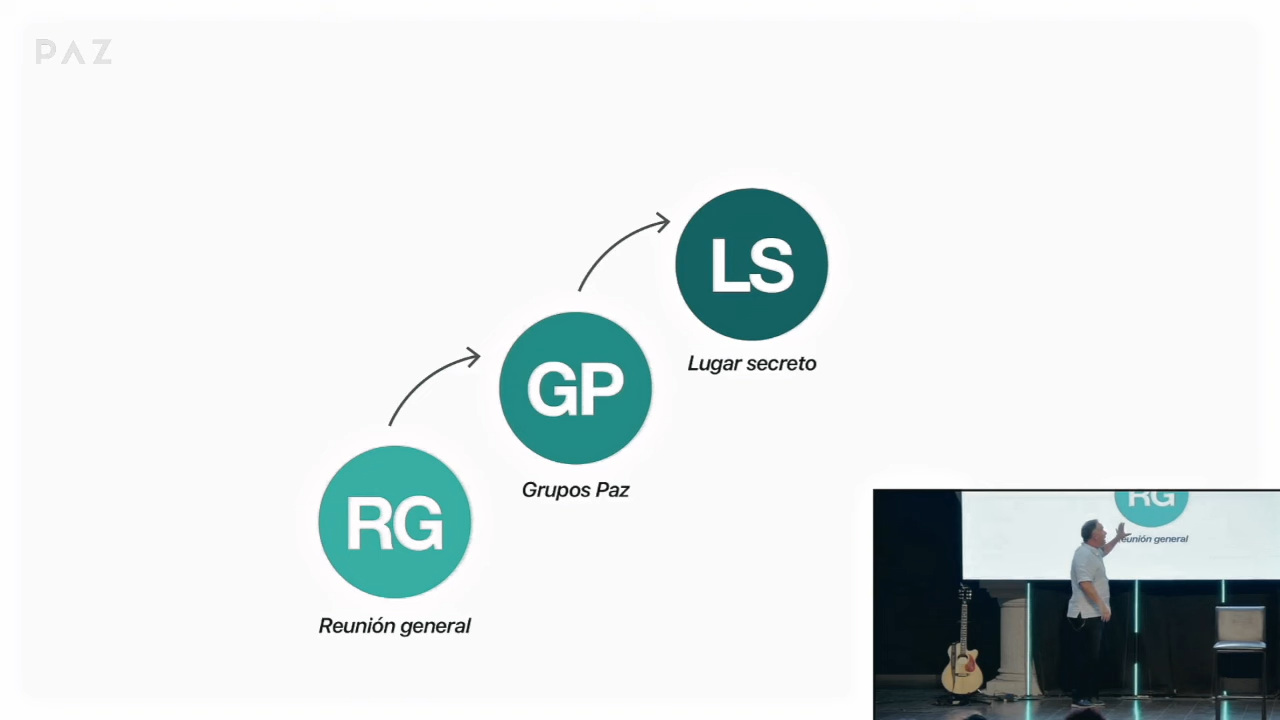 PAZ
LS
Lugar secreto
GP
Grupos Paz
RG
Reunión general
RG
eunión general